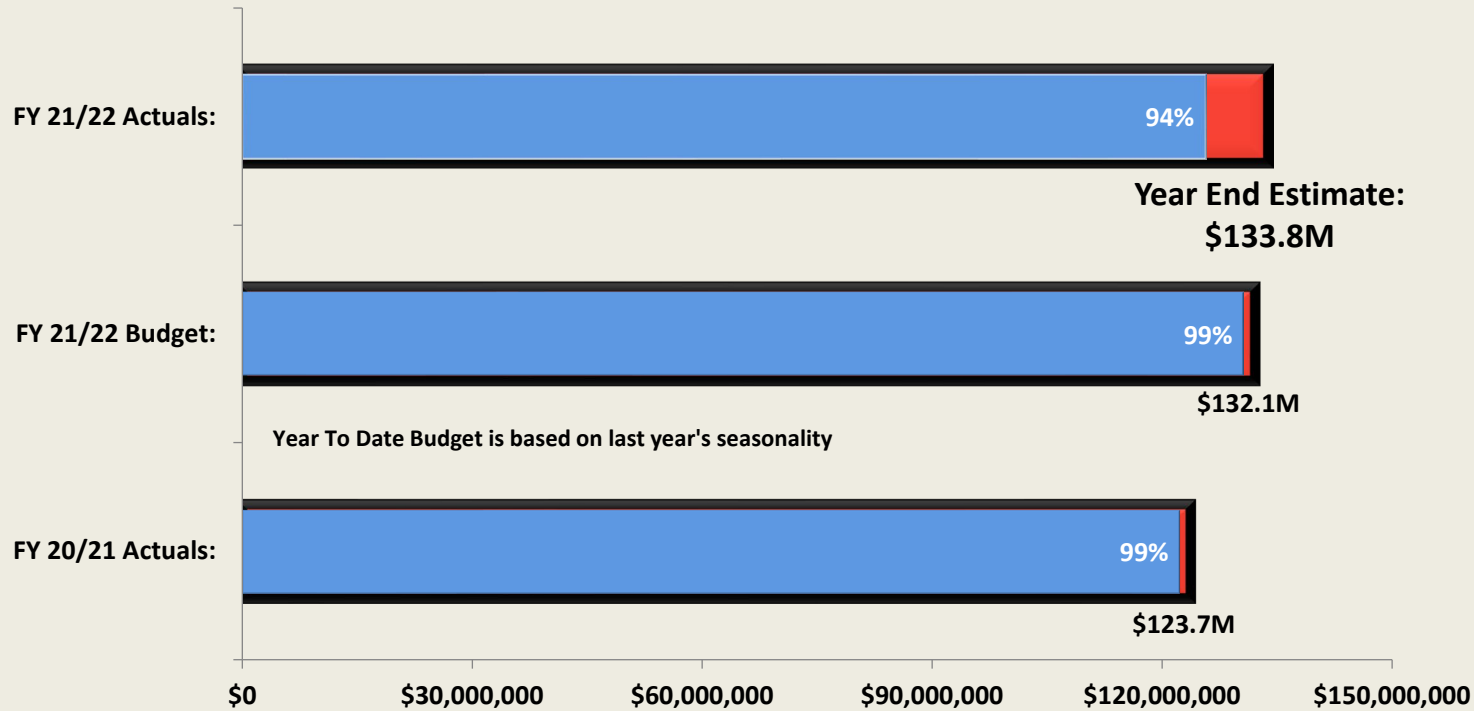 FY 21/22 Actuals:
94%
Year End Estimate:
$133.8M
FY 21/22 Budget:
99%
$132.1M
Year To Date Budget is based on last year's seasonality
FY 20/21 Actuals:
99%
$123.7M
$0 $30,000,000 $60,000,000 $90,000,000 $120,000,000 $150,000,000